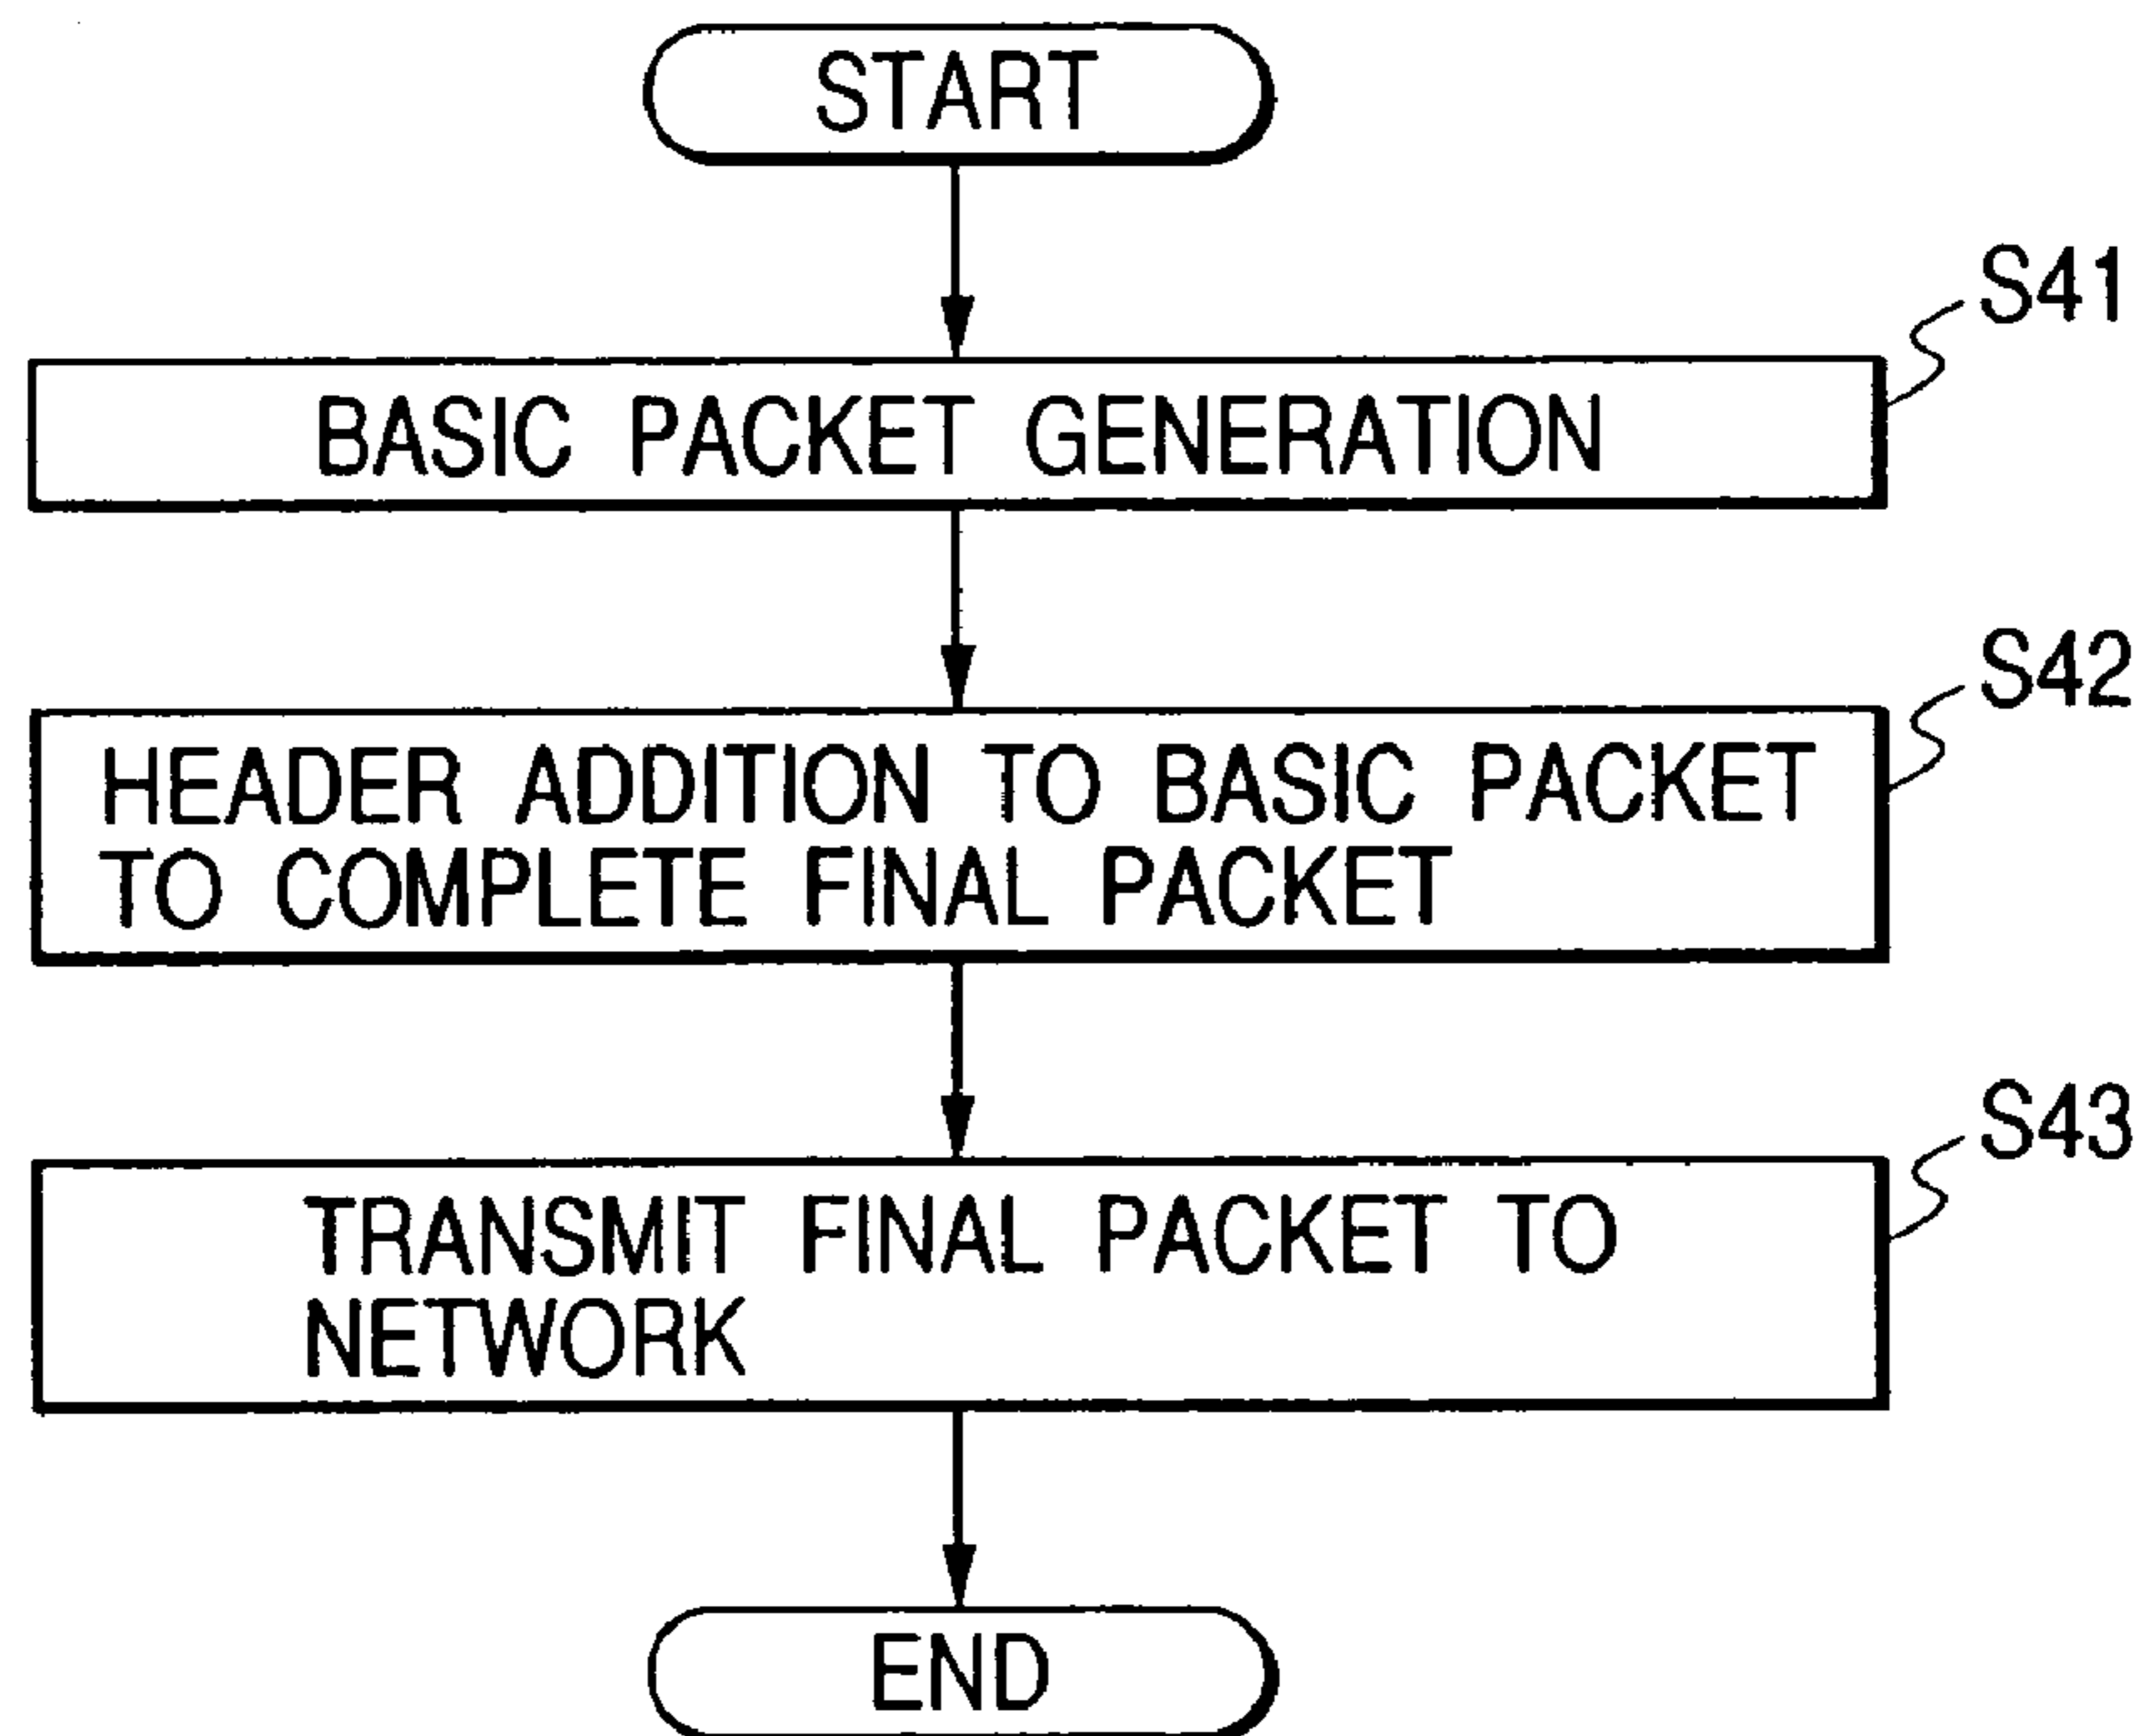 START
S41
BASIC PACKET GENERATION
S42
HEADER ADDITION TO BASIC PACKET
TO COMPLETE FINAL PACKET
S43
TRANSMIT FINAL PACKET TO
NETWORK
END